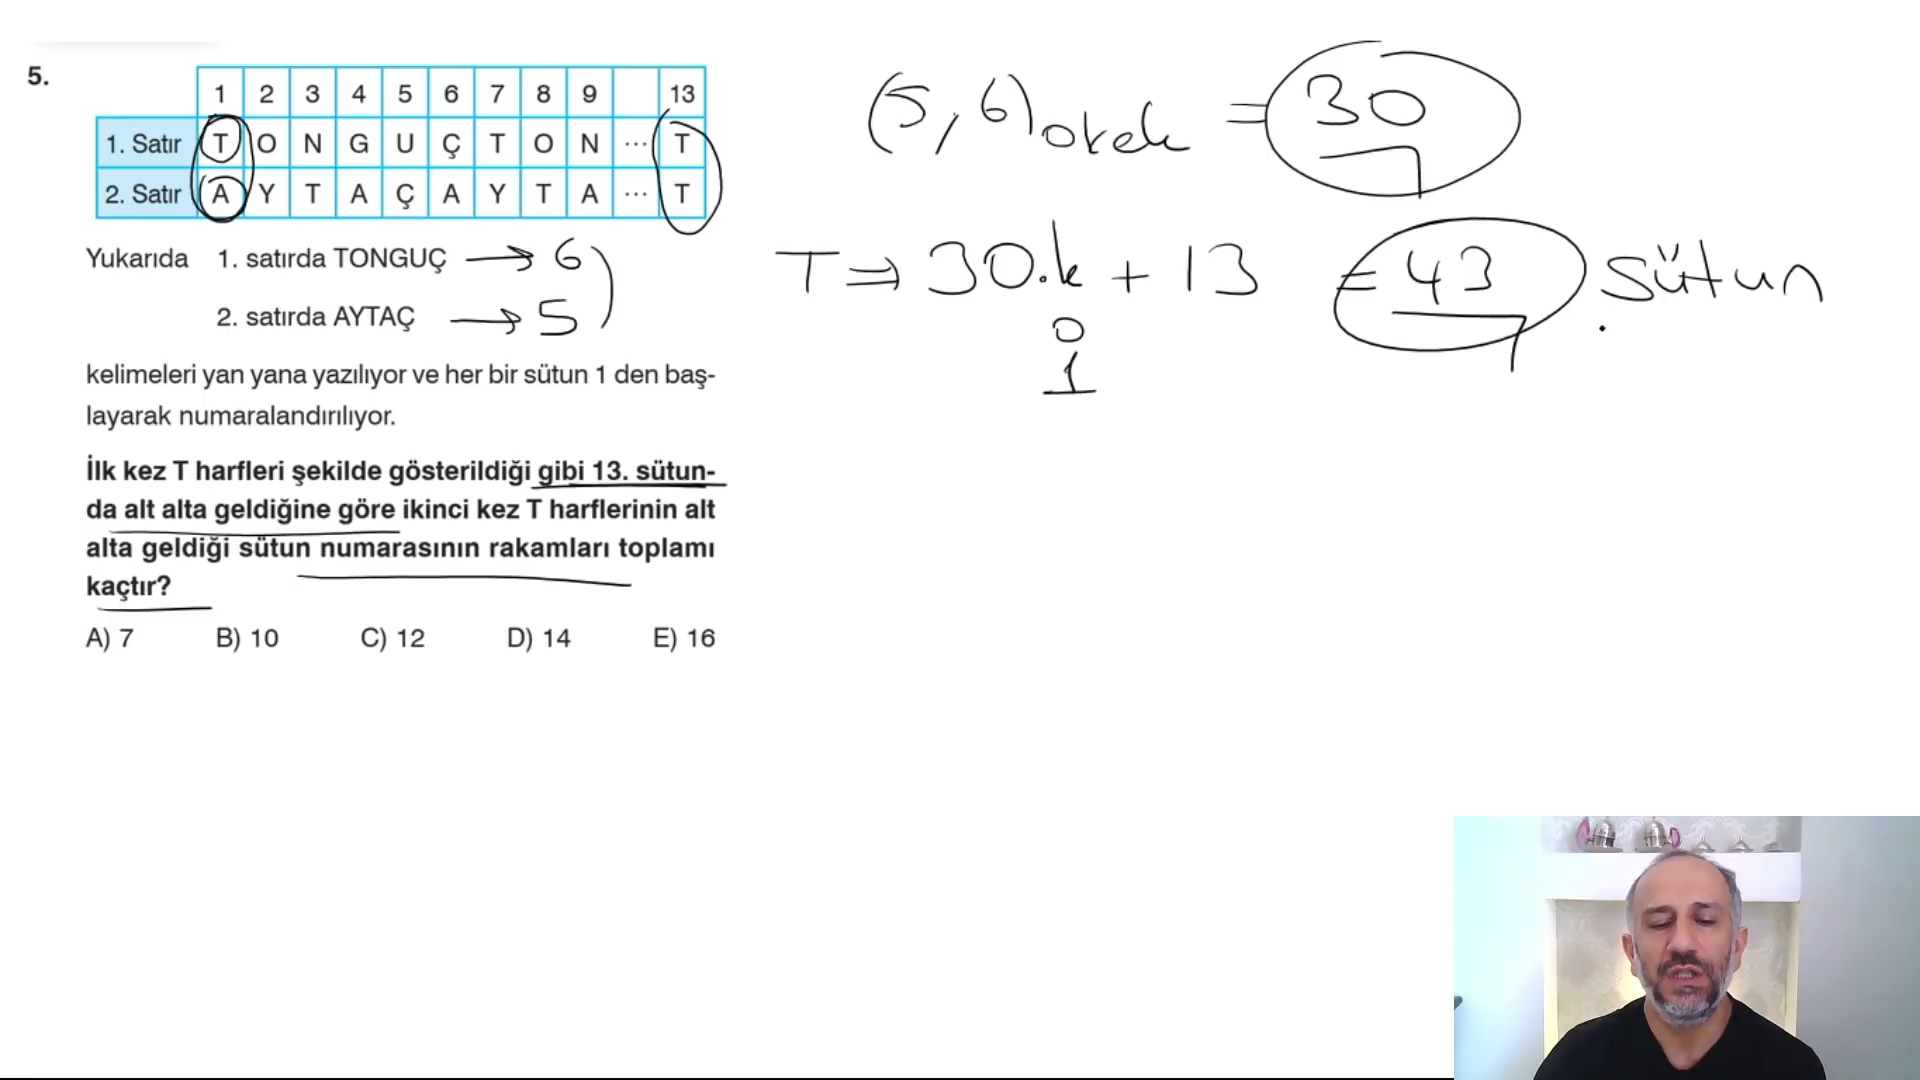 5.
1 2 3 4 5 6 7 8 9 13
1. Satır T O N G U Ç T O N ... T
2. Satır A Y T A Ç A Y T A ... T
Yukarıda 1. satırda TONGUÇ → 6
2. satırda AYTAÇ → 5
kelimeleri yan yana yazılıyor ve her bir sütun 1 den baş-
layarak numaralandırılıyor.
İlk kez T harfleri şekilde gösterildiği gibi 13. sütun-
da alt alta geldiğine göre ikinci kez T harflerinin alt
alta geldiği sütun numarasının rakamları toplamı
kaçtır?
A) 7 B) 10 C) 12 D) 14 E) 16
(5, 6) okek = 30
T ⇒ 30.k + 13 = 43 sütun
0
1